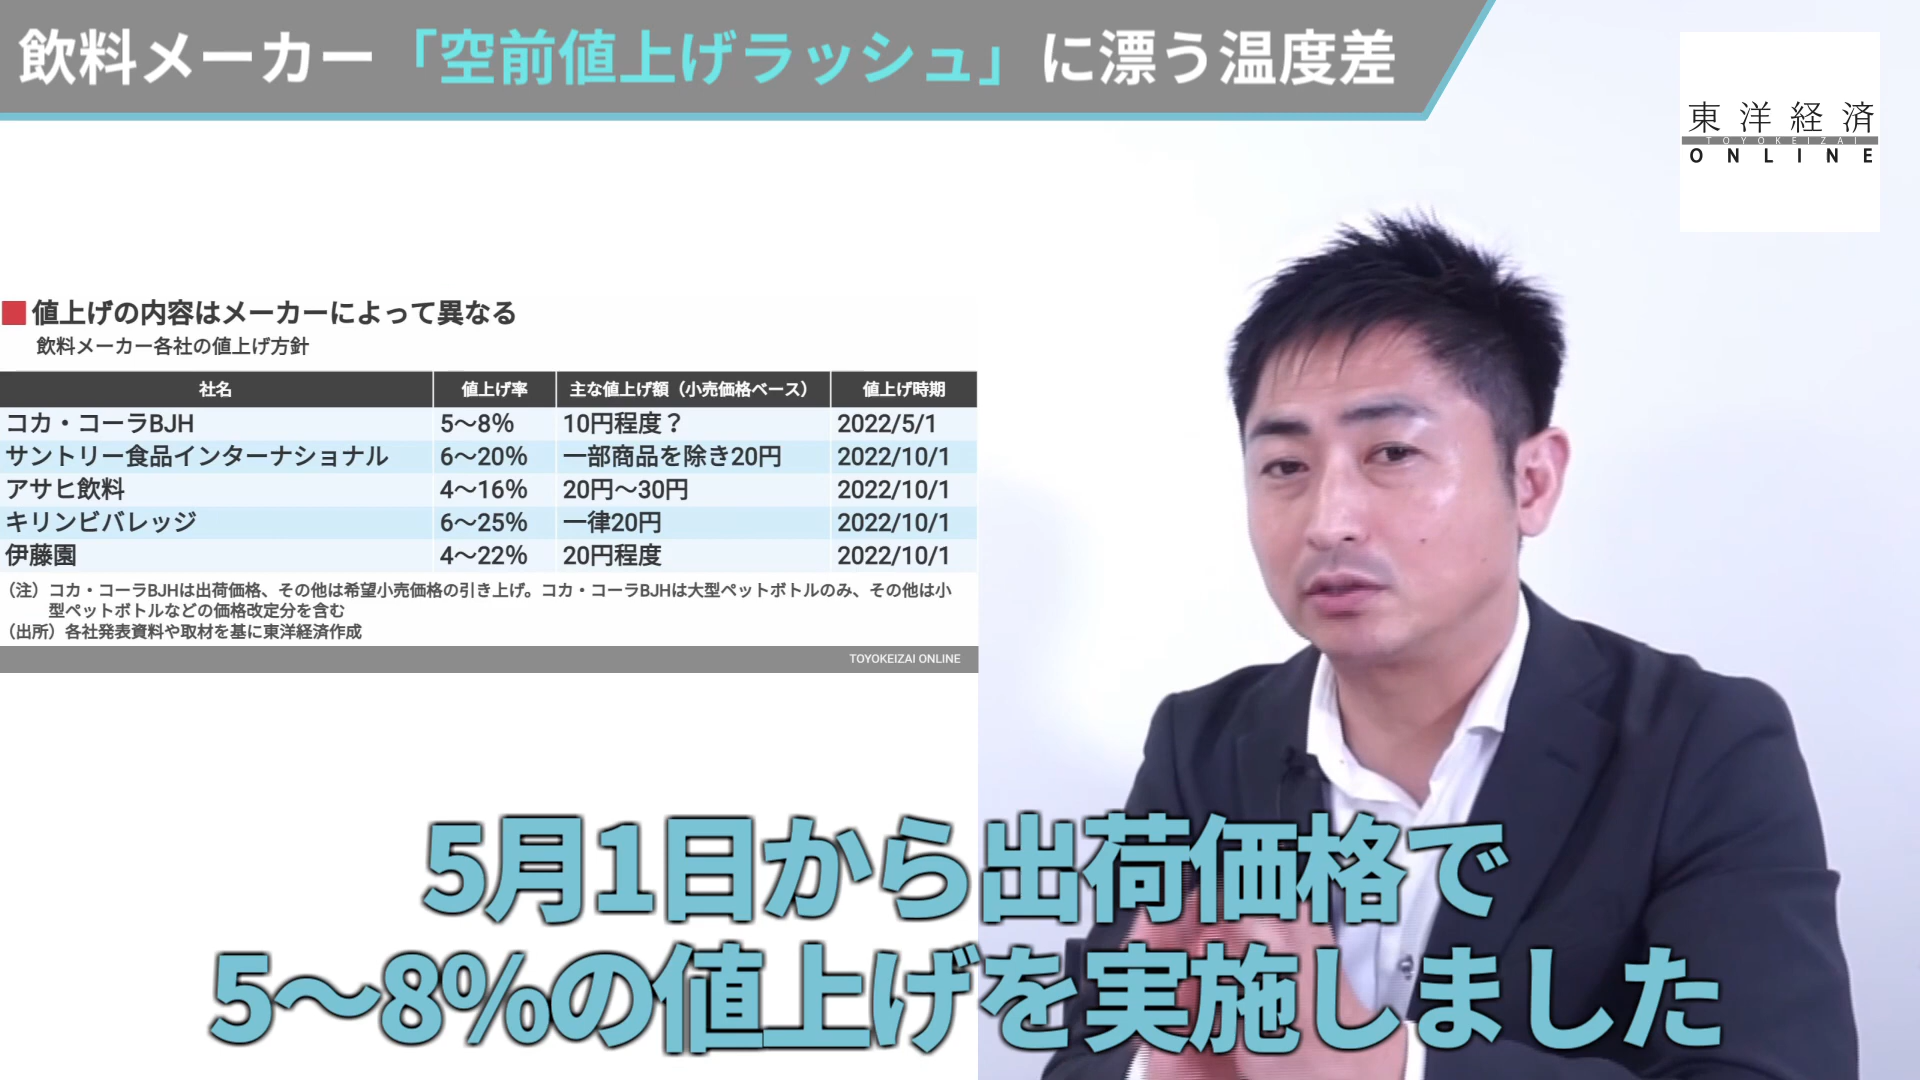 飲料メーカー「空前値上げラッシュ」に漂う温度差
東洋経済
TOYOKEIZAI
ONLINE
■値上げの内容はメーカーによって異なる
飲料メーカー各社の値上げ方針
社名 値上げ率 主な値上げ額（小売価格ベース） 値上げ時期
コカ・コーラBJH 5〜8% 10円程度？ 2022/5/1
サントリー食品インターナショナル 6〜20% 一部商品を除き20円 2022/10/1
アサヒ飲料 4〜16% 20円〜30円 2022/10/1
キリンビバレッジ 6〜25% 一律20円 2022/10/1
伊藤園 4〜22% 20円程度 2022/10/1
（注）コカ・コーラBJHは出荷価格、その他は希望小売価格の引き上げ。コカ・コーラBJHは大型ペットボトルのみ、その他は小
型ペットボトルなどの価格改定分を含む
（出所）各社発表資料や取材を基に東洋経済作成
TOYOKEIZAI ONLINE
5月1日から出荷価格で
5〜8%の値上げを実施しました